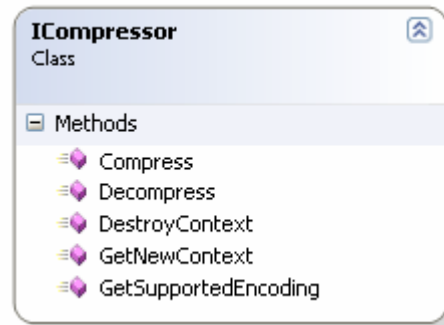 ICompressor
Class
Methods
Compress
Decompress
DestroyContext
GetNewContext
GetSupportedEncoding